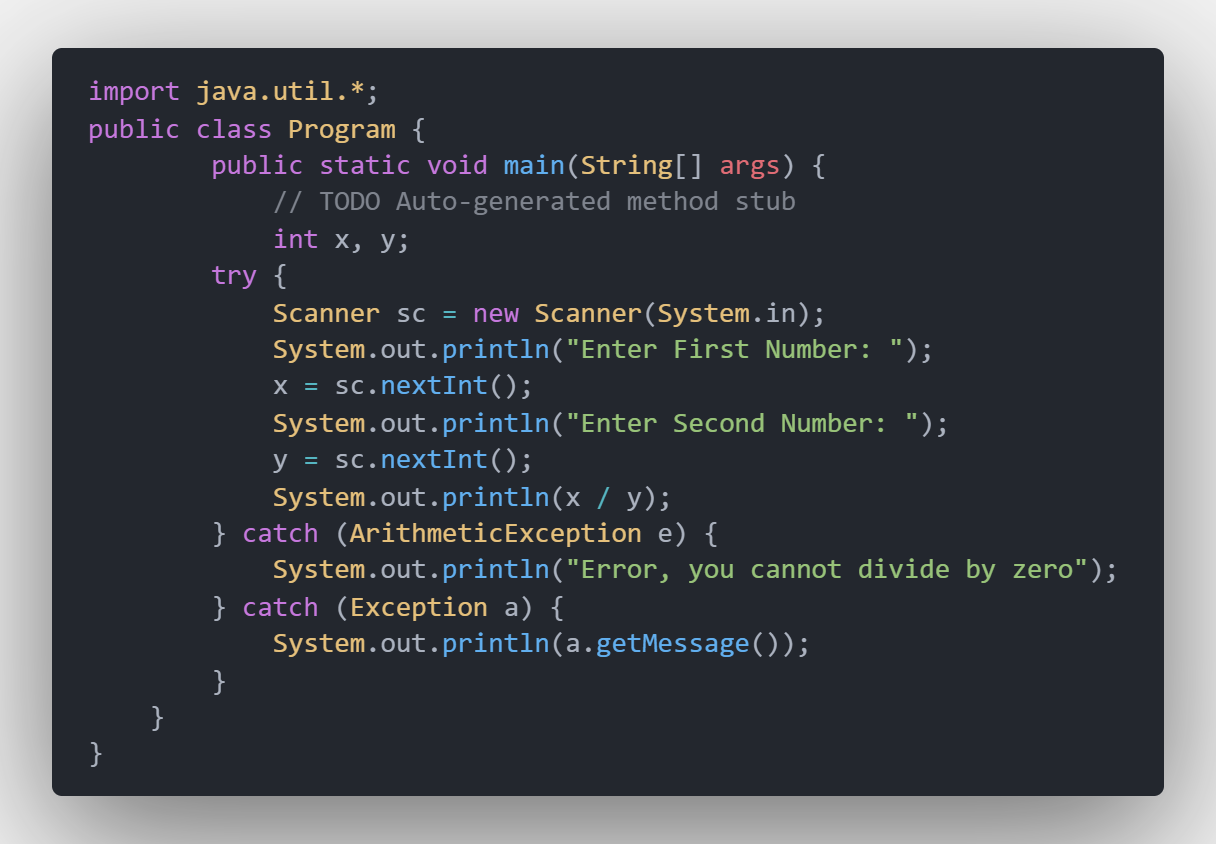 import java.util.*;
public class Program {
        public static void main(String[] args) {
            // TODO Auto-generated method stub
            int x, y;
        try {
            Scanner sc = new Scanner(System.in);
            System.out.println("Enter First Number: ");
            x = sc.nextInt();
            System.out.println("Enter Second Number: ");
            y = sc.nextInt();
            System.out.println(x / y);
        } catch (ArithmeticException e) {
            System.out.println("Error, you cannot divide by zero");
        } catch (Exception a) {
            System.out.println(a.getMessage());
        }
    }
}